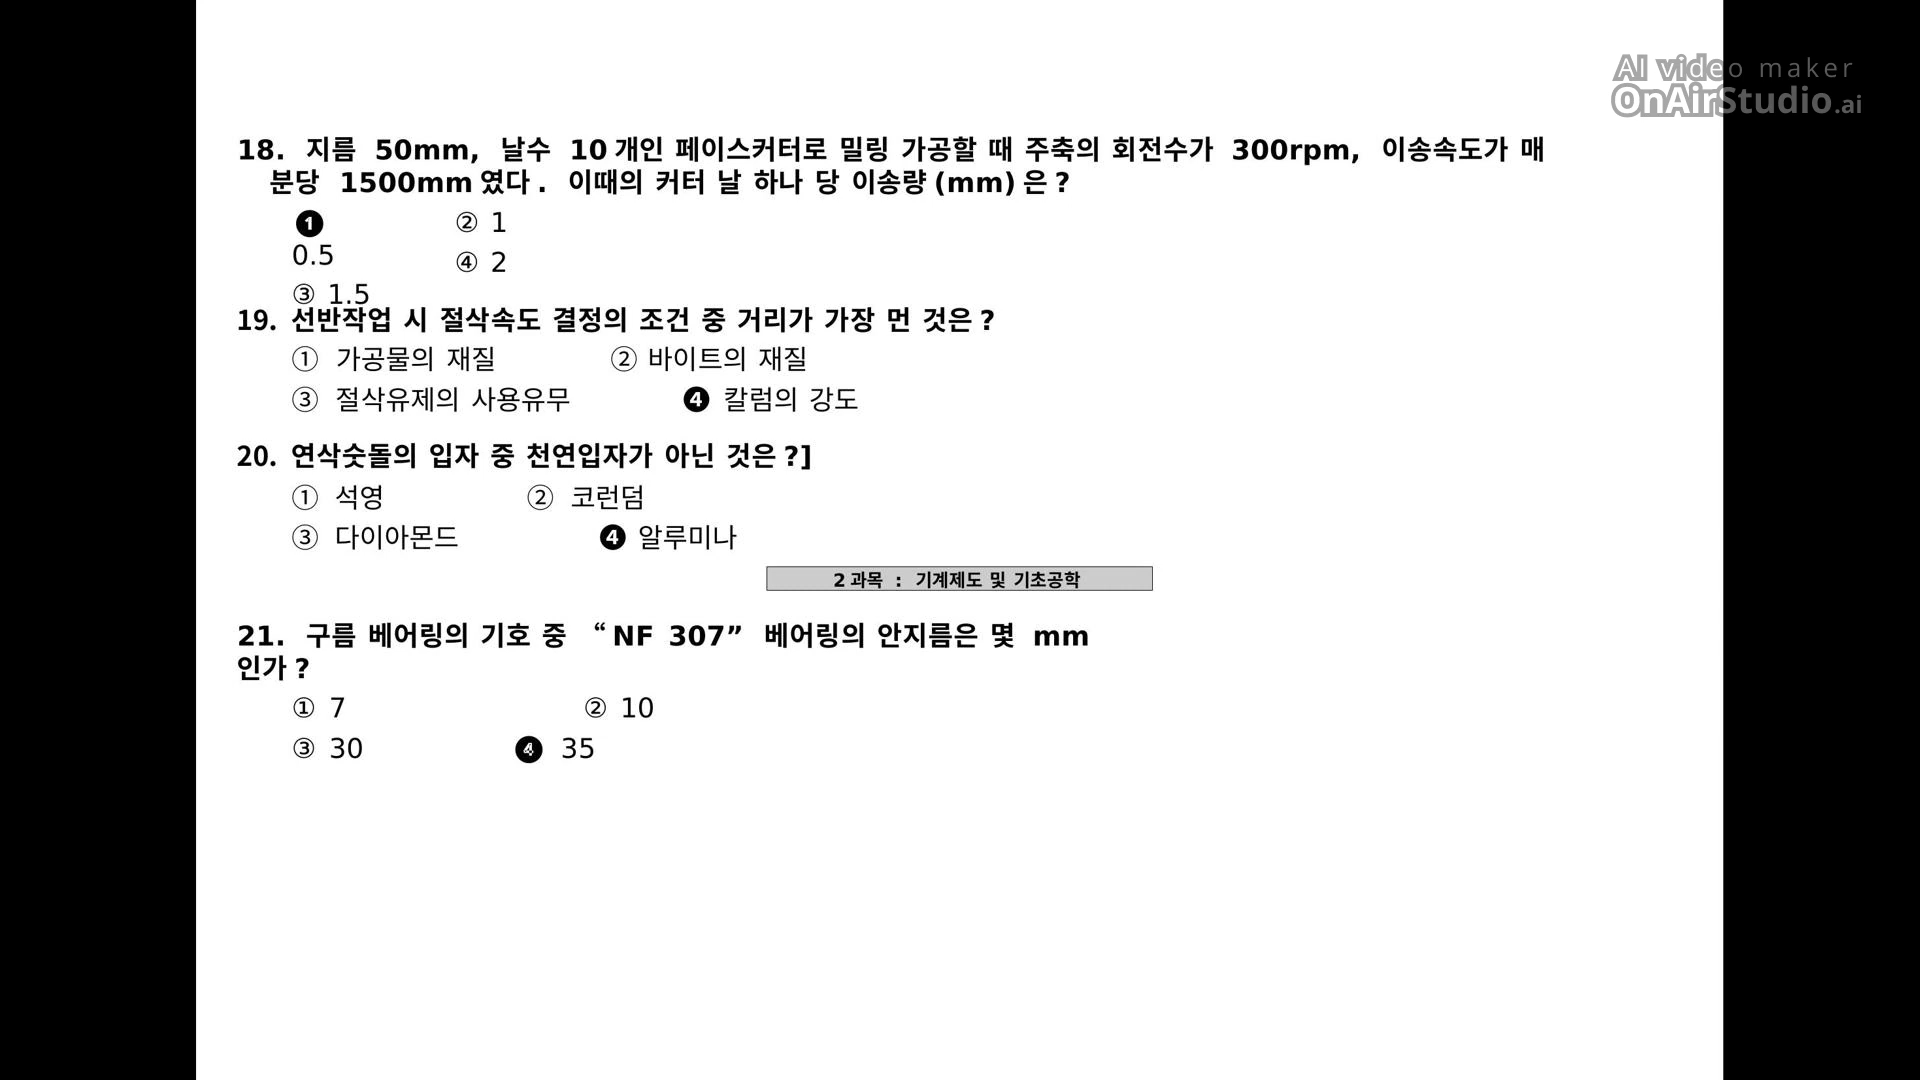 AI video maker
OnAirStudio.ai
18. 지름 50mm, 날수 10개인 페이스커터로 밀링 가공할 때 주축의 회전수가 300rpm, 이송속도가 매
분당 1500mm였다. 이때의 커터 날 하나 당 이송량(mm)은?
❶ ② 1
0.5 ④ 2
③ 1.5
19. 선반작업 시 절삭속도 결정의 조건 중 거리가 가장 먼 것은?
① 가공물의 재질 ② 바이트의 재질
③ 절삭유제의 사용유무 ❹ 칼럼의 강도
20. 연삭숫돌의 입자 중 천연입자가 아닌 것은?]
① 석영 ② 코런덤
③ 다이아몬드 ❹ 알루미나
2과목 : 기계제도 및 기초공학
21. 구름 베어링의 기호 중 “NF 307” 베어링의 안지름은 몇 mm
인가?
① 7 ② 10
③ 30 ❹ 35